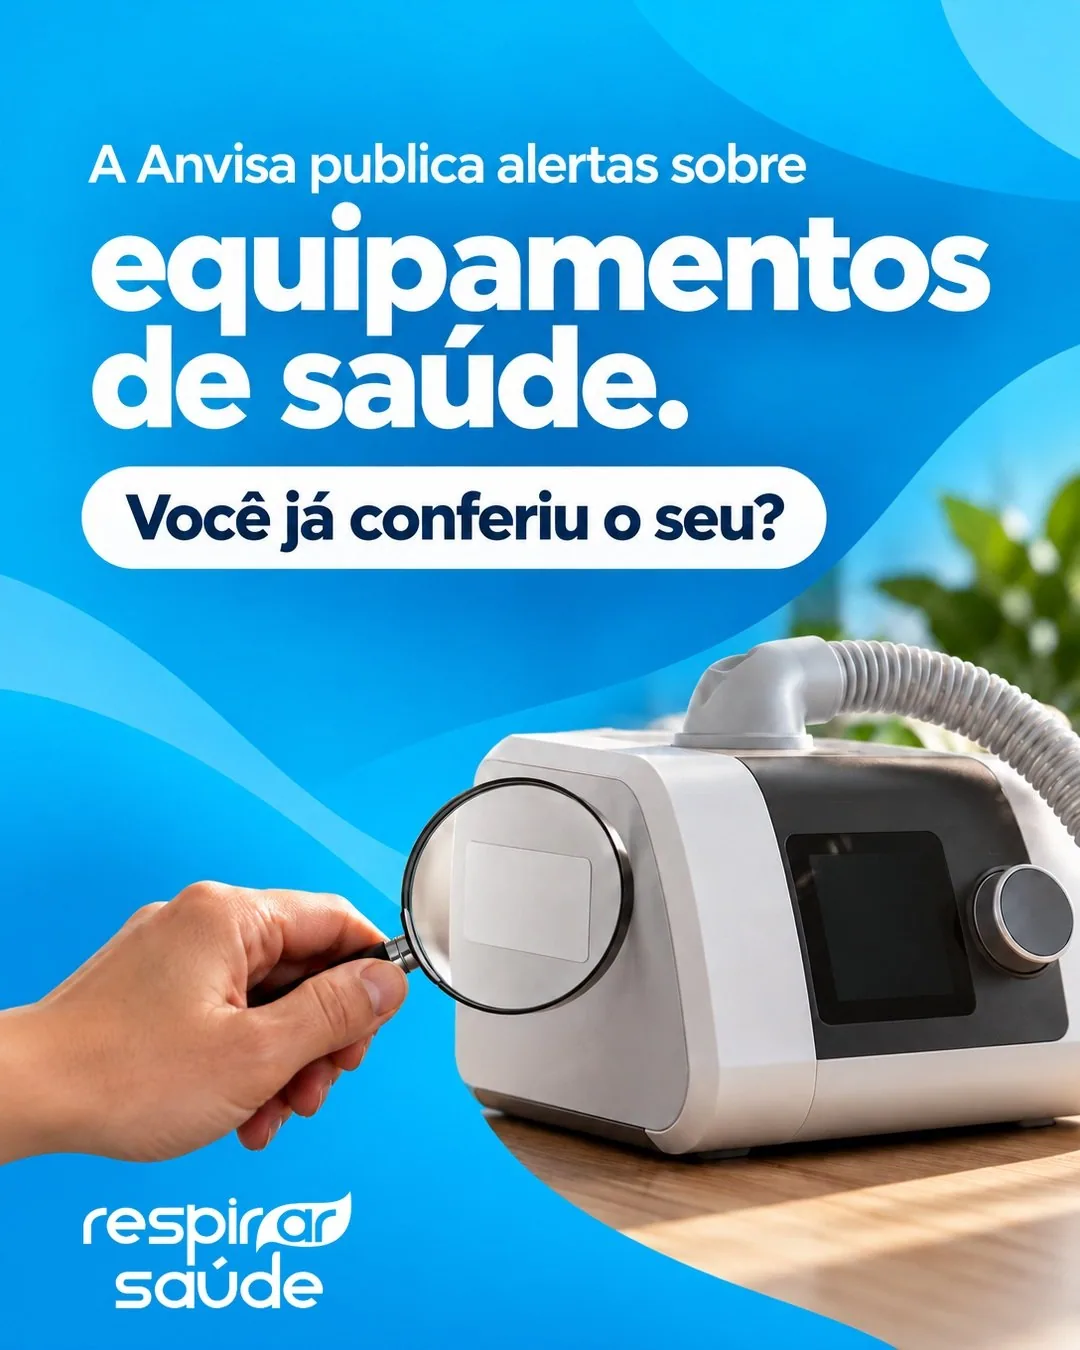 A Anvisa publica alertas sobre
equipamentos
de saúde.
Você já conferiu o seu?
respirar
saúde